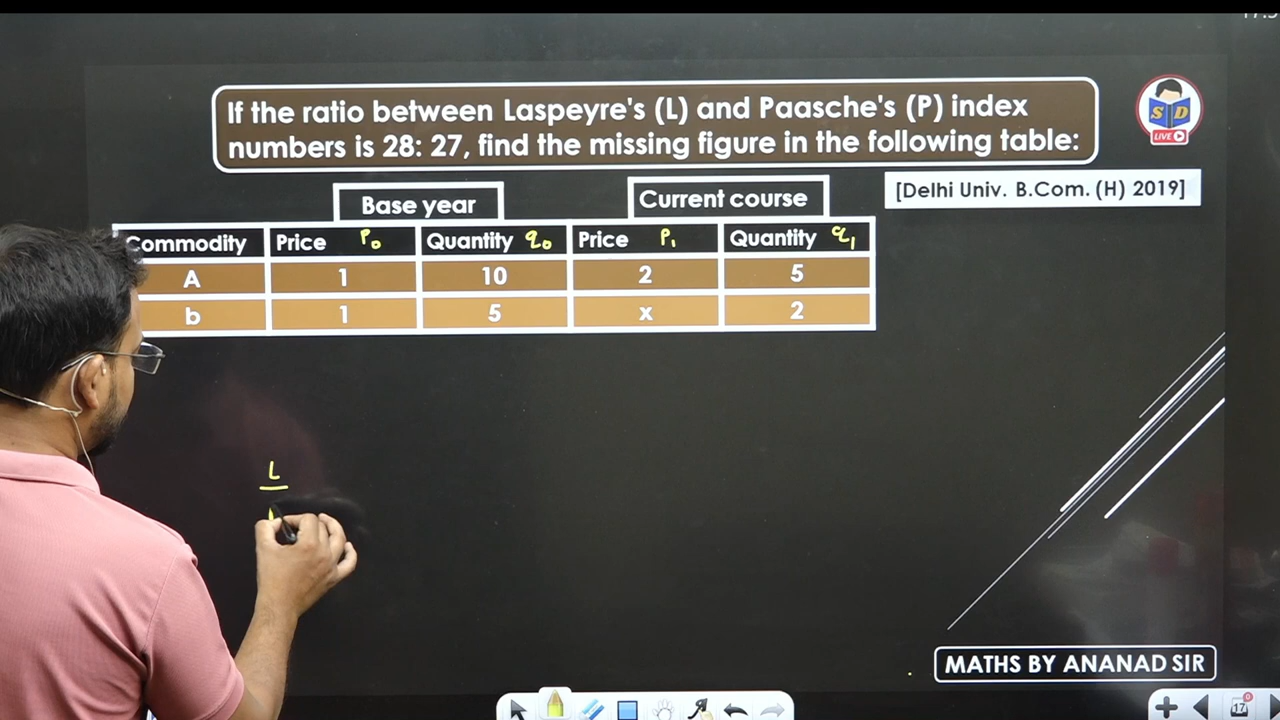 If the ratio between Laspeyre's (L) and Paasche's (P) index
numbers is 28: 27, find the missing figure in the following table:
S D
LIVE
[Delhi Univ. B.Com. (H) 2019]
Base year Current course
Commodity Price P₀ Quantity q₀ Price P₁ Quantity q₁
A 1 10 2 5
b 1 5 x 2
L
MATHS BY ANANAD SIR
17